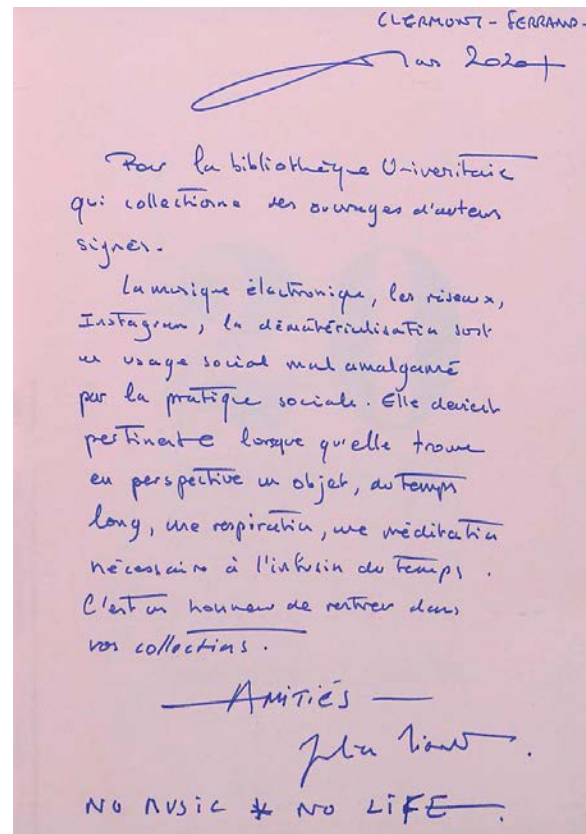 CLERMONT-FERRAND-
Mars 2020
Pour la bibliothèque Universitaire
qui collectionne des ouvrages d'auteurs
signés.
La musique électronique, les réseaux,
Instagram, la dématérialisation sont
un usage social mal amalgamé
par la pratique sociale. Elle devient
pertinente lorsque qu'elle trouve
en perspective un objet, du temps
long, une respiration, une méditation
nécessaire à l'infusion du temps.
C'est un honneur de rentrer dans
vos collections.
— AMITIÉS —
NO MUSIC * NO LIFE.